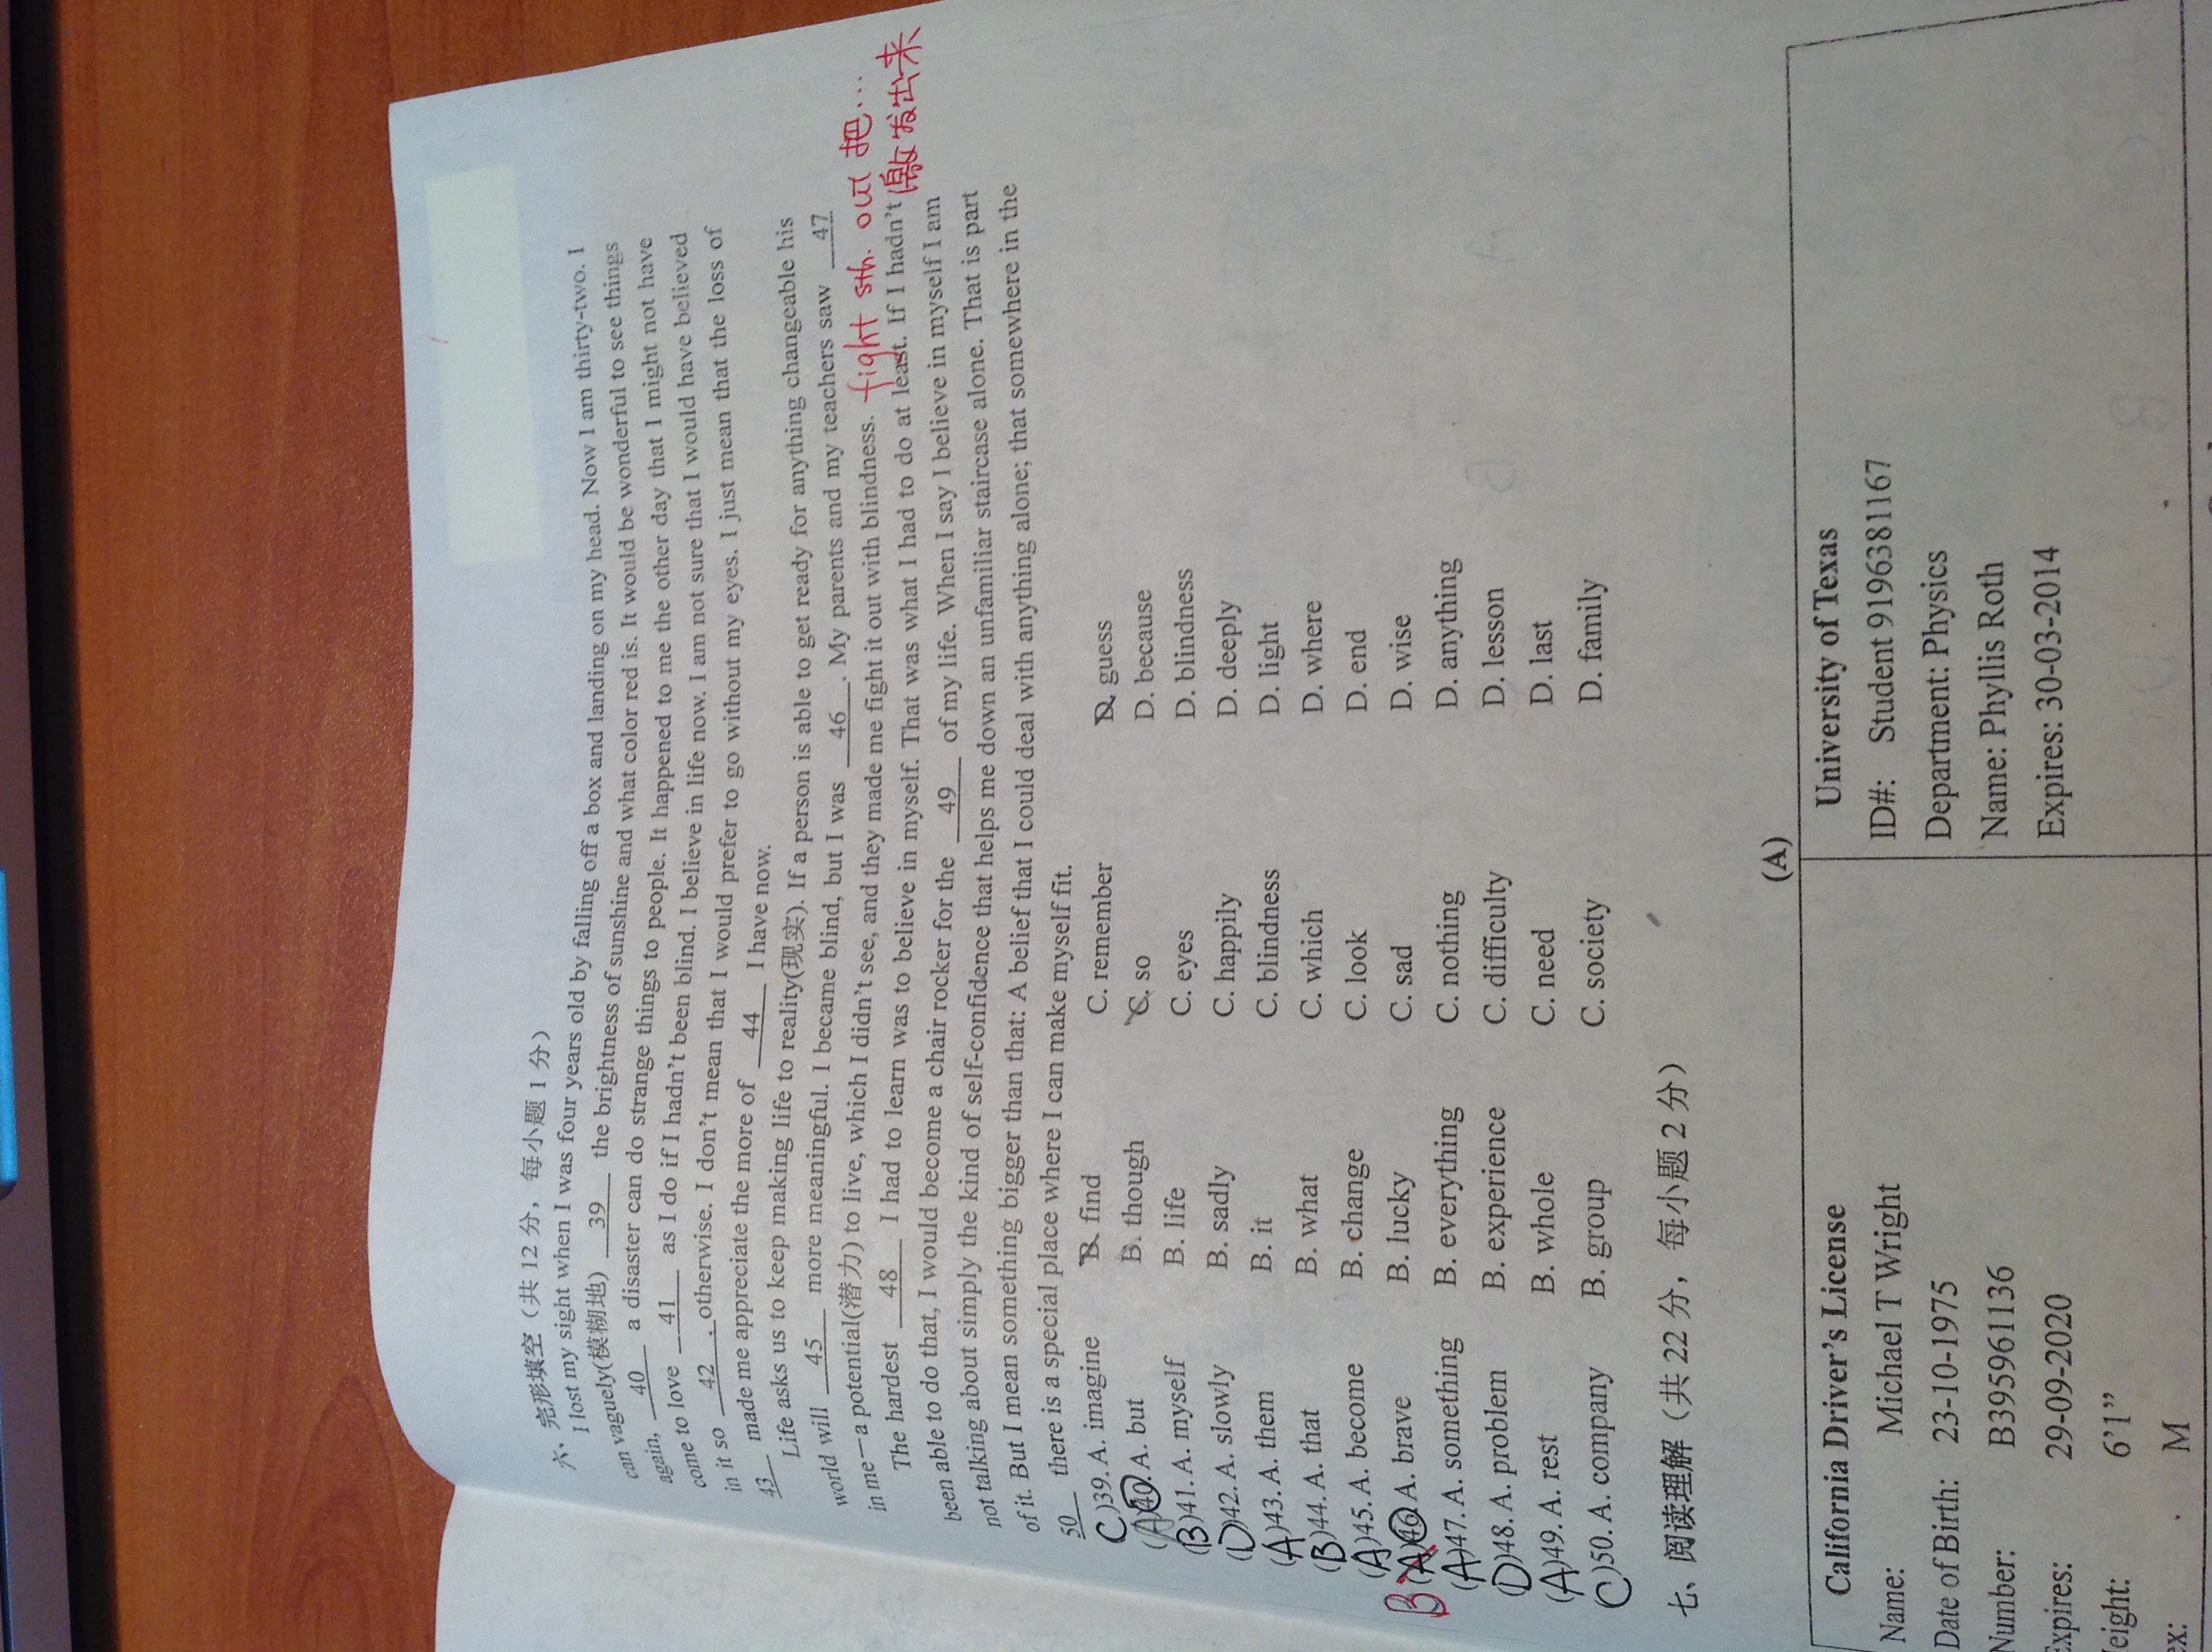 六、完形填空（共 12 分，每小题 1 分）
I lost my sight when I was four years old by falling off a box and landing on my head. Now I am thirty-two. I
can vaguely(模糊地) 39 the brightness of sunshine and what color red is. It would be wonderful to see things
again, 40 a disaster can do strange things to people. It happened to me the other day that I might not have
come to love 41 as I do if I hadn't been blind. I believe in life now. I am not sure that I would have believed
in it so 42 , otherwise. I don't mean that I would prefer to go without my eyes. I just mean that the loss of
43 made me appreciate the more of 44 I have now.
Life asks us to keep making life to reality(现实). If a person is able to get ready for anything changeable his
world will 45 more meaningful. I became blind, but I was 46 . My parents and my teachers saw 47
in me—a potential(潜力) to live, which I didn't see, and they made me fight it out with blindness. fight sth. out 把...
The hardest 48 I had to learn was to believe in myself. That was what I had to do at least. If I hadn't 激发出来
been able to do that, I would become a chair rocker for the 49 of my life. When I say I believe in myself I am
not talking about simply the kind of self-confidence that helps me down an unfamiliar staircase alone. That is part
of it. But I mean something bigger than that: A belief that I could deal with anything alone; that somewhere in the
50 there is a special place where I can make myself fit.
(C)39. A. imagine B. find C. remember D. guess
(A)40. A. but B. though C. so D. because
(B)41. A. myself B. life C. eyes D. blindness
(D)42. A. slowly B. sadly C. happily D. deeply
(A)43. A. them B. it C. blindness D. light
(B)44. A. that B. what C. which D. where
(A)45. A. become B. change C. look D. end
B (A)46. A. brave B. lucky C. sad D. wise
(A)47. A. something B. everything C. nothing D. anything
(D)48. A. problem B. experience C. difficulty D. lesson
(A)49. A. rest B. whole C. need D. last
(C)50. A. company B. group C. society D. family
七、阅读理解（共 22 分，每小题 2 分）
(A)
California Driver's License
Name: Michael T Wright
Date of Birth: 23-10-1975
Number: B395961136
Expires: 29-09-2020
eight: 6'1"
ex: M
University of Texas
ID#: Student 9196381167
Department: Physics
Name: Phyllis Roth
Expires: 30-03-2014